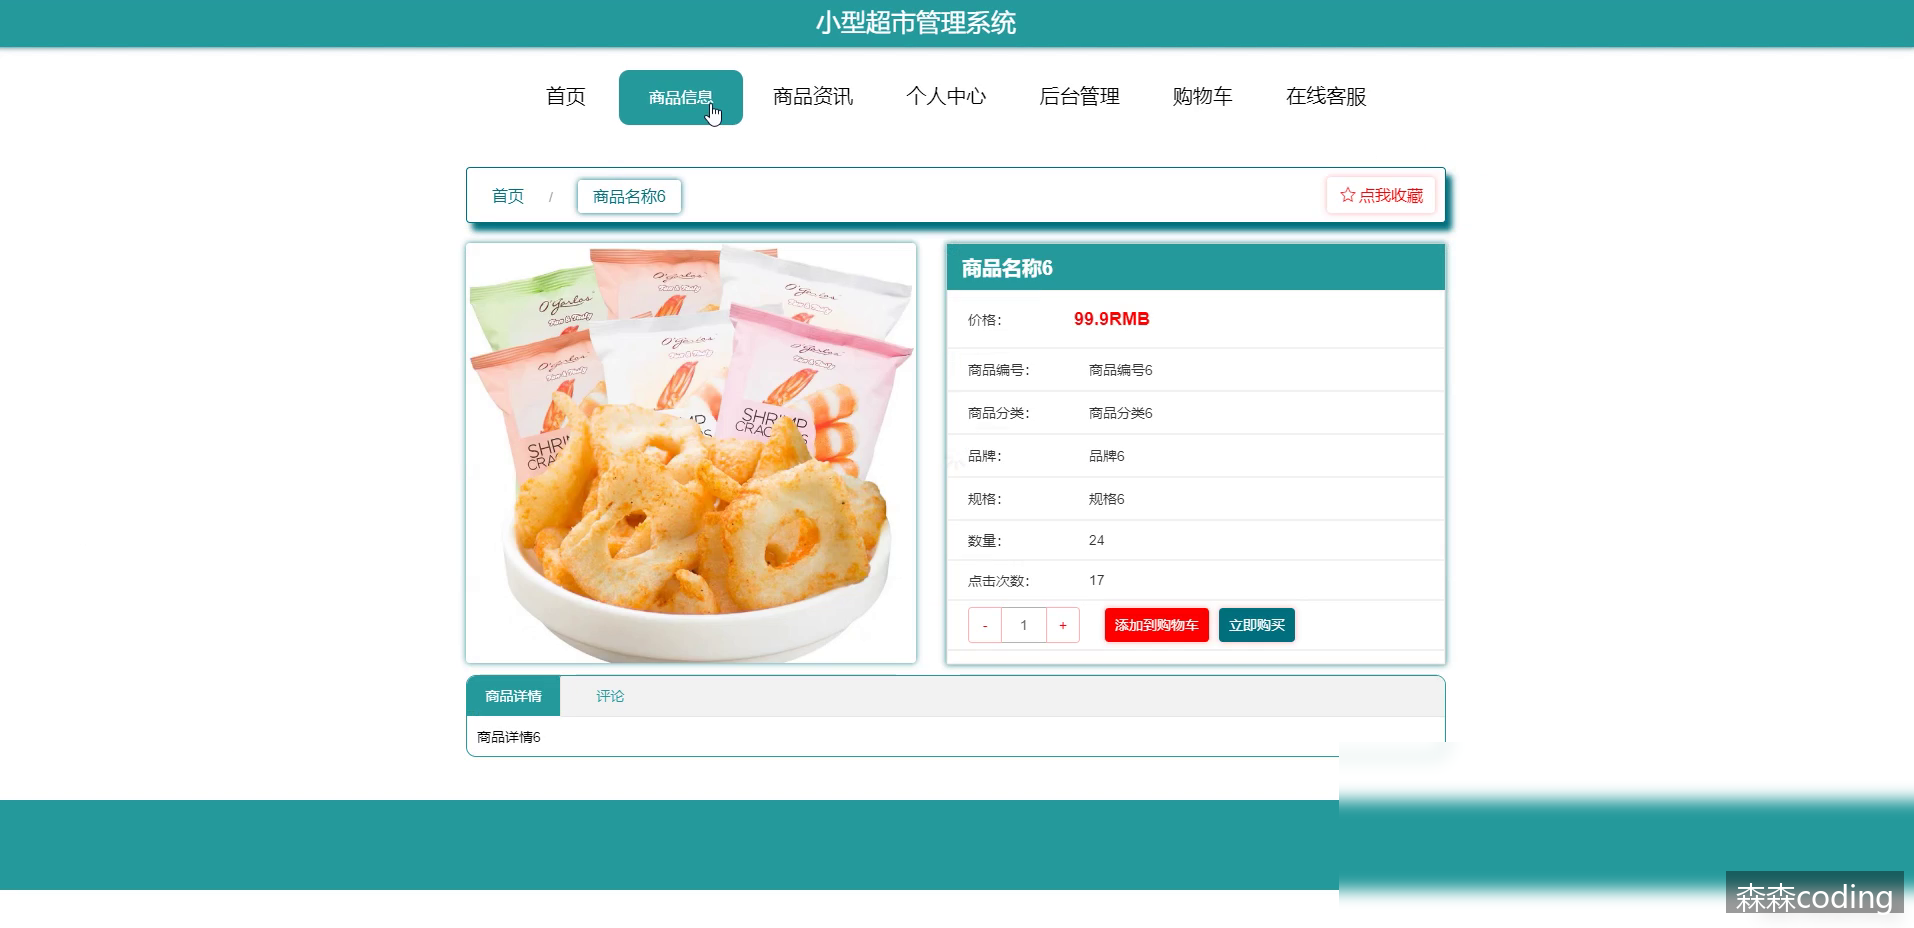 小型超市管理系统
首页 商品信息 商品资讯 个人中心 后台管理 购物车 在线客服
首页 / 商品名称6 ☆ 点我收藏
O'Garlos
O'Garlos
O'Garlos
O'Garlos
O'Garlos
O'Garlos
SHRIMP
商品名称6
价格： 99.9RMB
商品编号： 商品编号6
商品分类： 商品分类6
品牌： 品牌6
规格： 规格6
数量： 24
点击次数： 17
- 1 + 添加到购物车 立即购买
商品详情 评论
商品详情6
森森coding